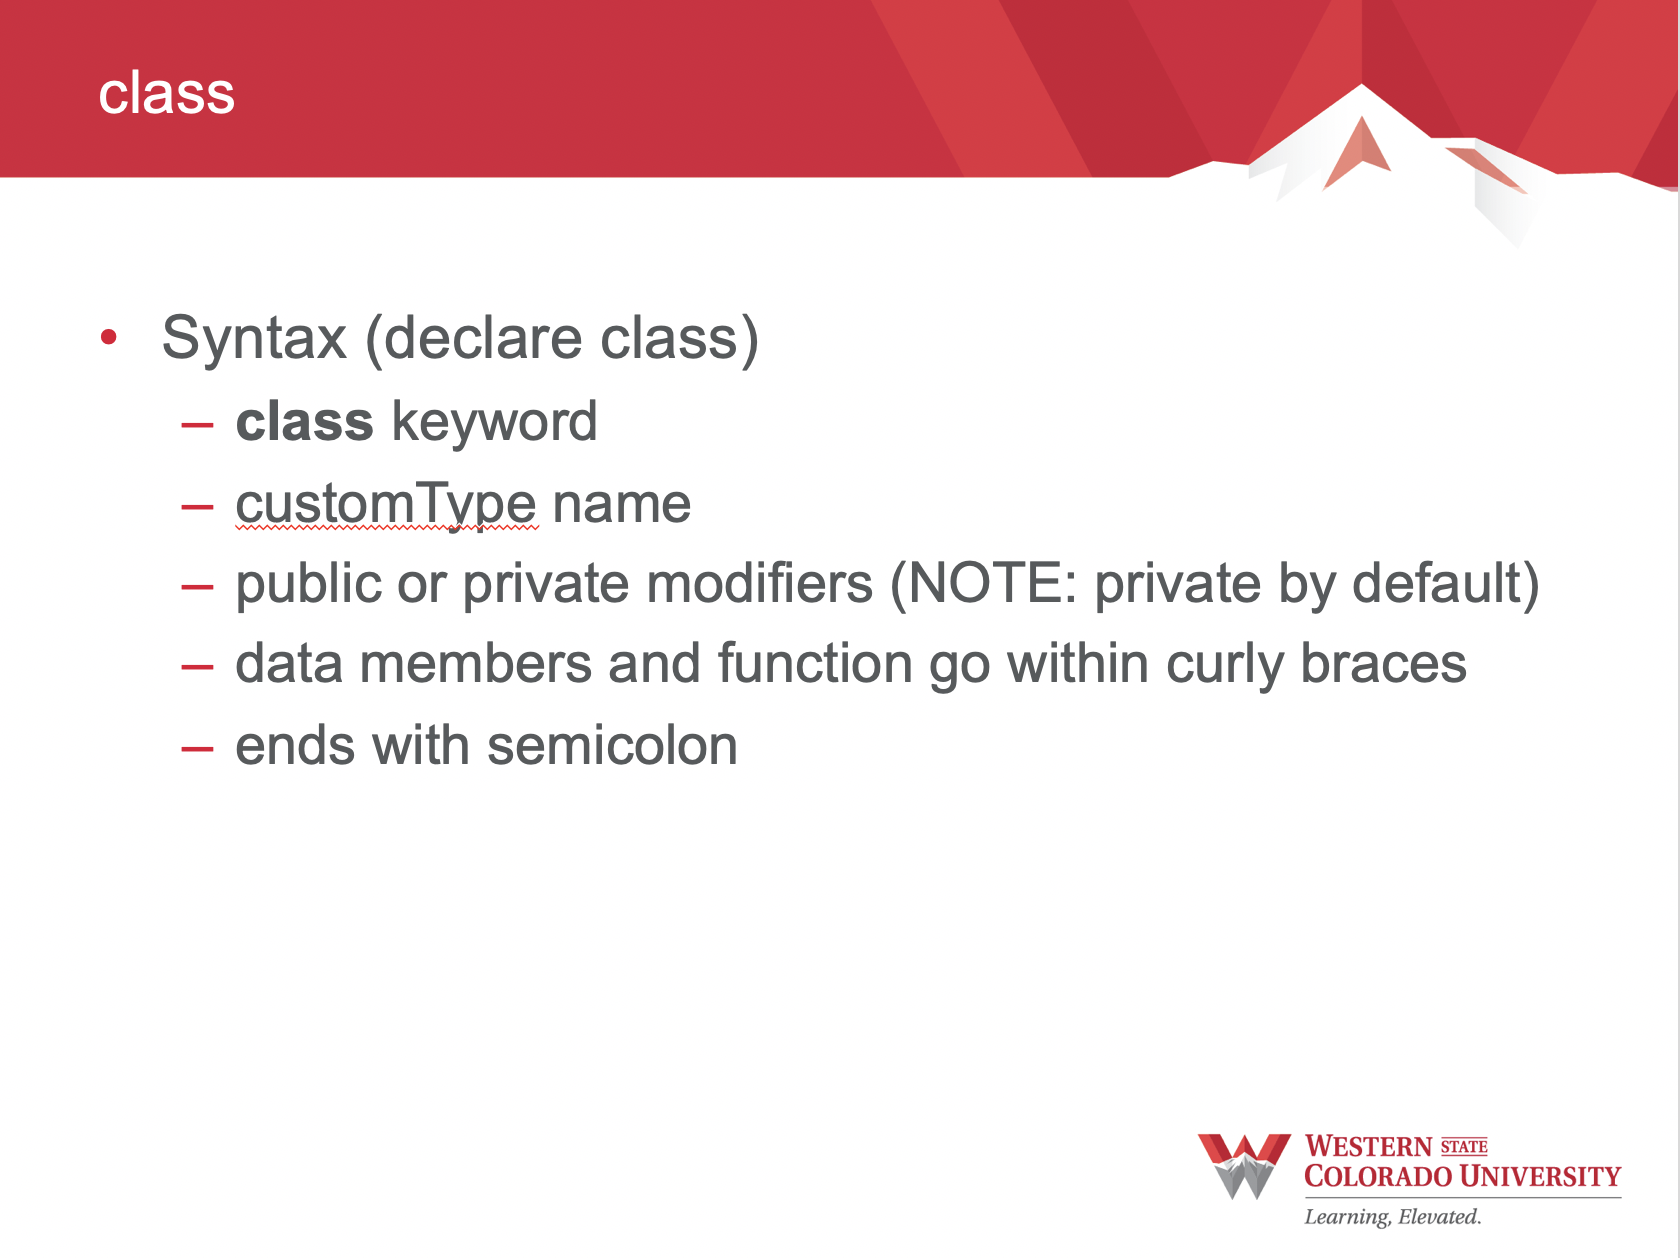 class
• Syntax (declare class)
– class keyword
– customType name
– public or private modifiers (NOTE: private by default)
– data members and function go within curly braces
– ends with semicolon
WESTERN STATE
COLORADO UNIVERSITY
Learning, Elevated.